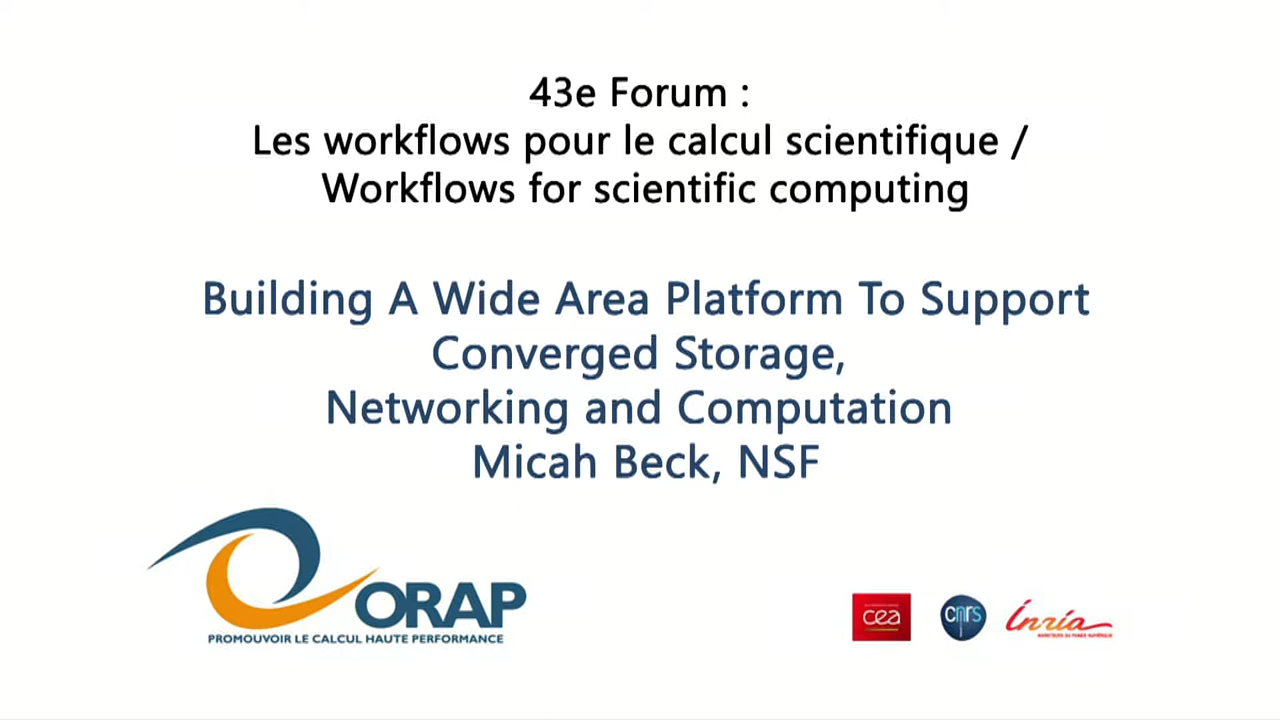 43e Forum :
Les workflows pour le calcul scientifique /
Workflows for scientific computing
Building A Wide Area Platform To Support
Converged Storage,
Networking and Computation
Micah Beck, NSF
ORAP
PROMOUVOIR LE CALCUL HAUTE PERFORMANCE
cea
cnrs
inria